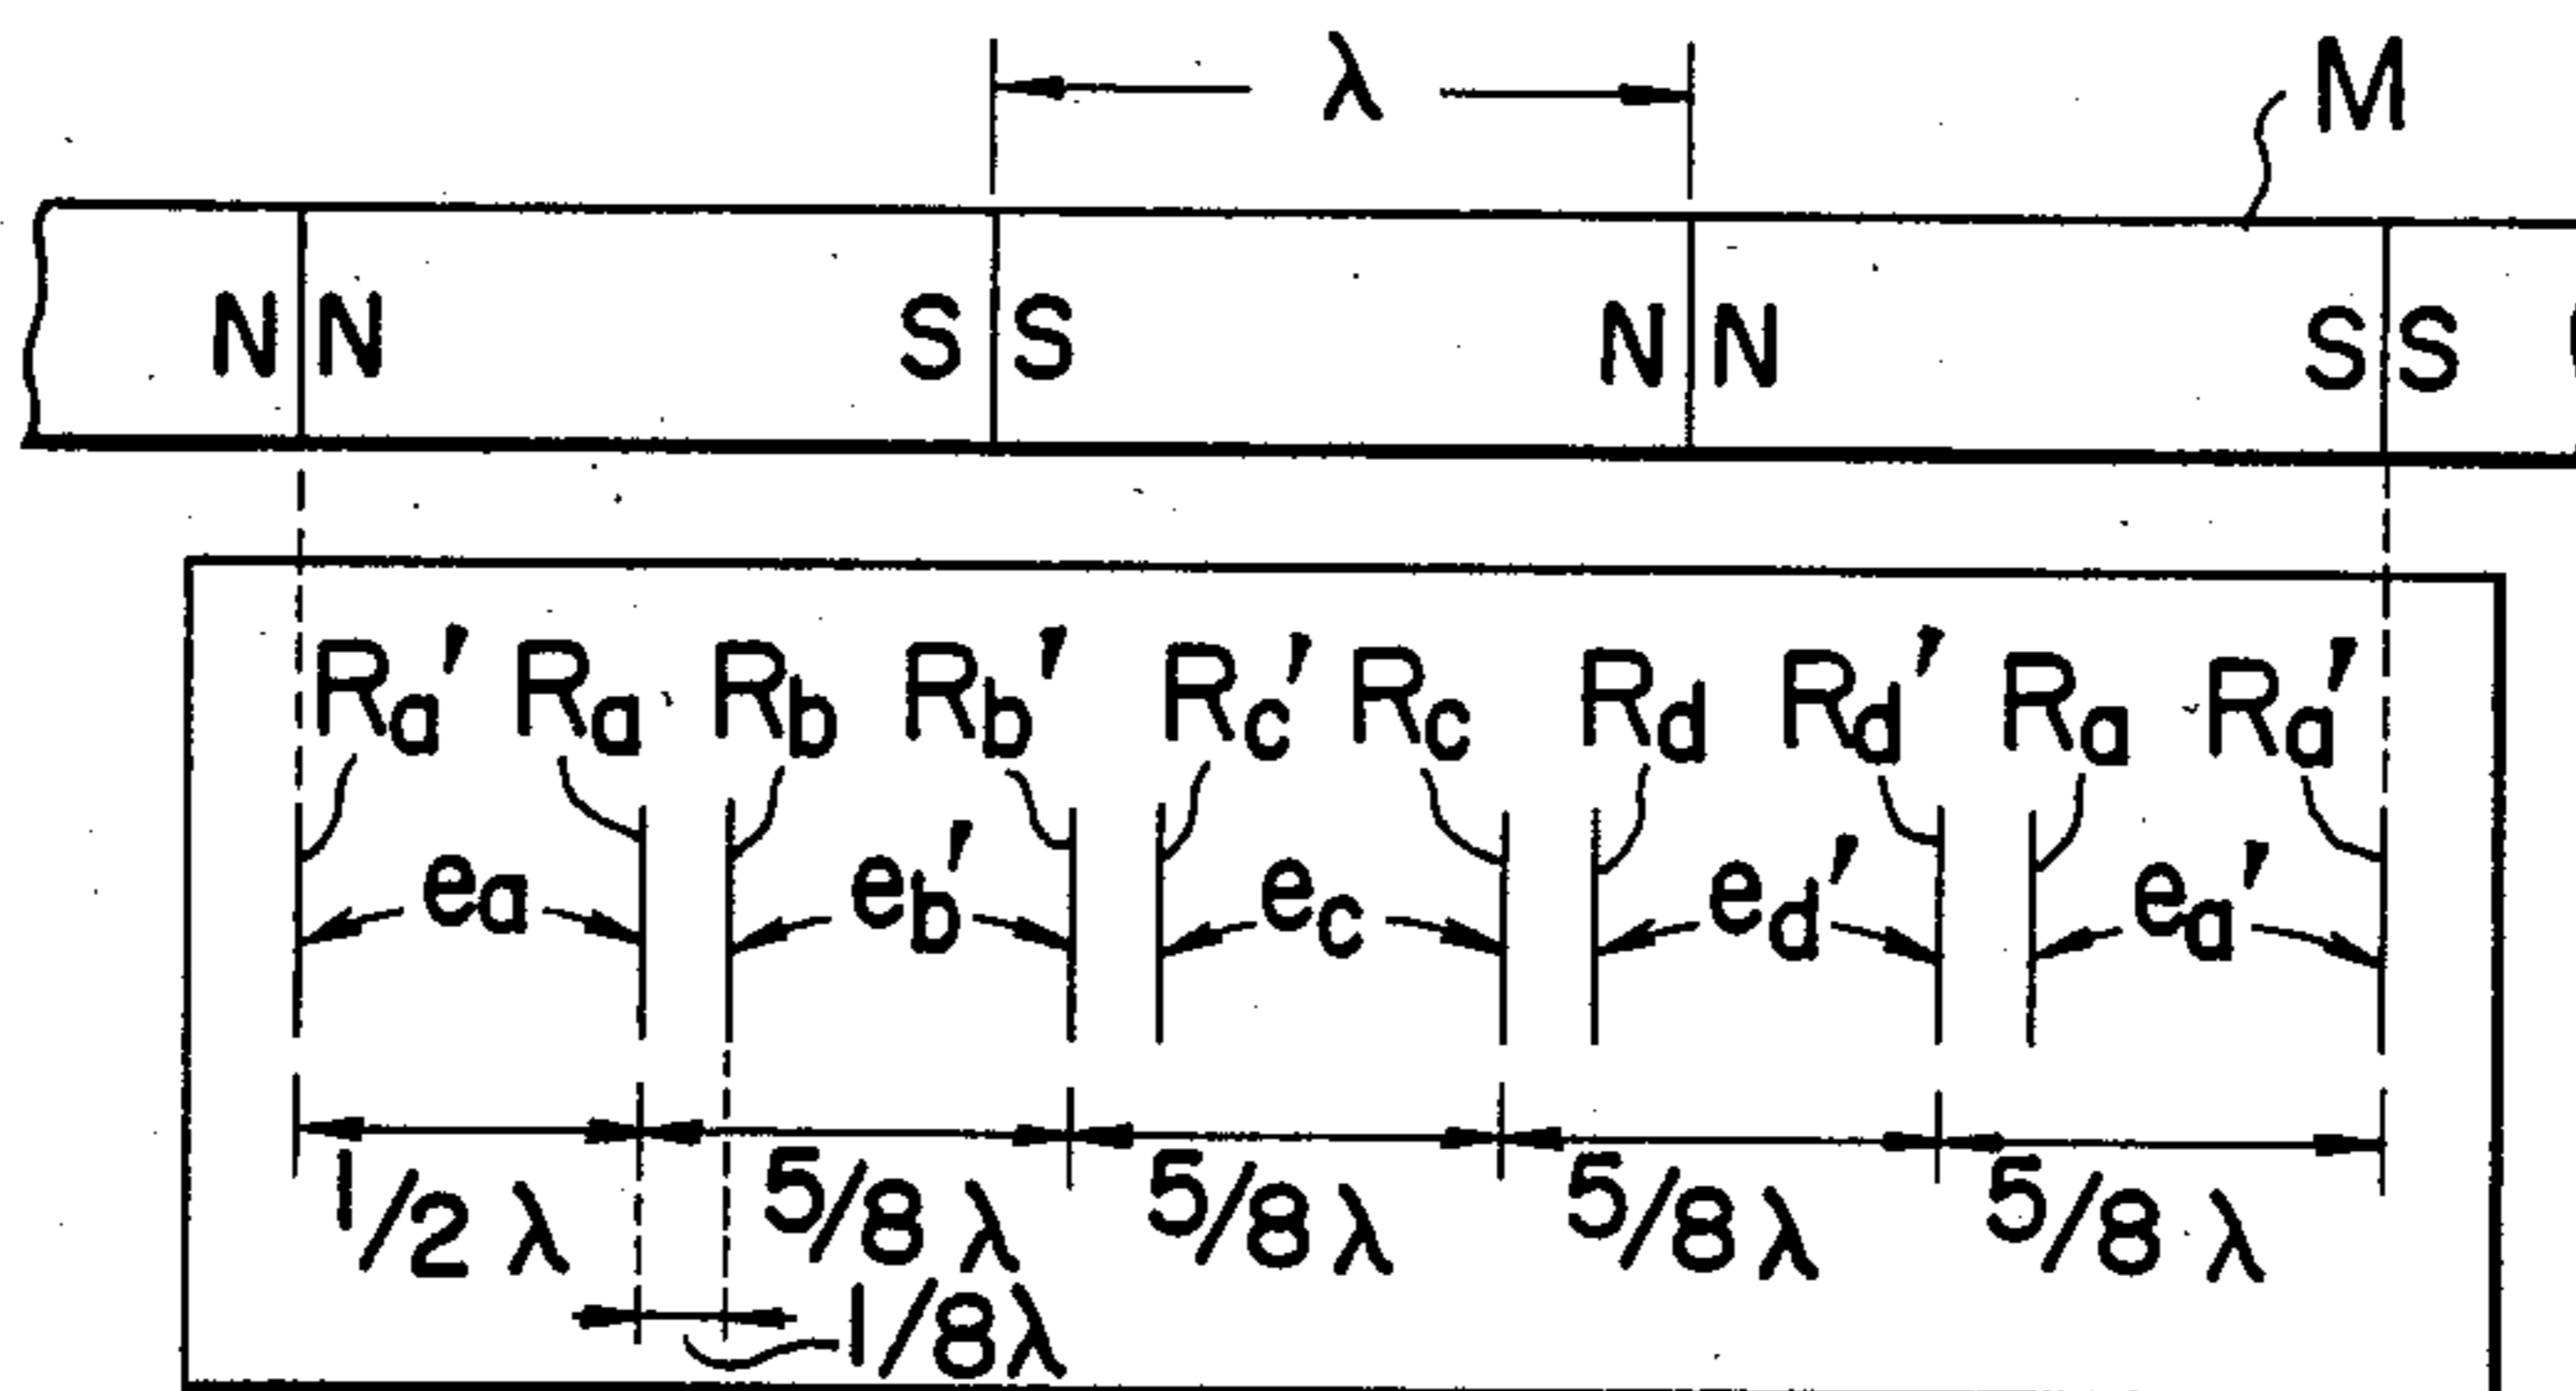 λ
M
N N S S N N S S
Ra' Ra Rb Rb' Rc' Rc Rd Rd' Ra Ra'
ea eb' ec ed' ea'
1/2 λ 5/8 λ 5/8 λ 5/8 λ 5/8 λ
1/8λ